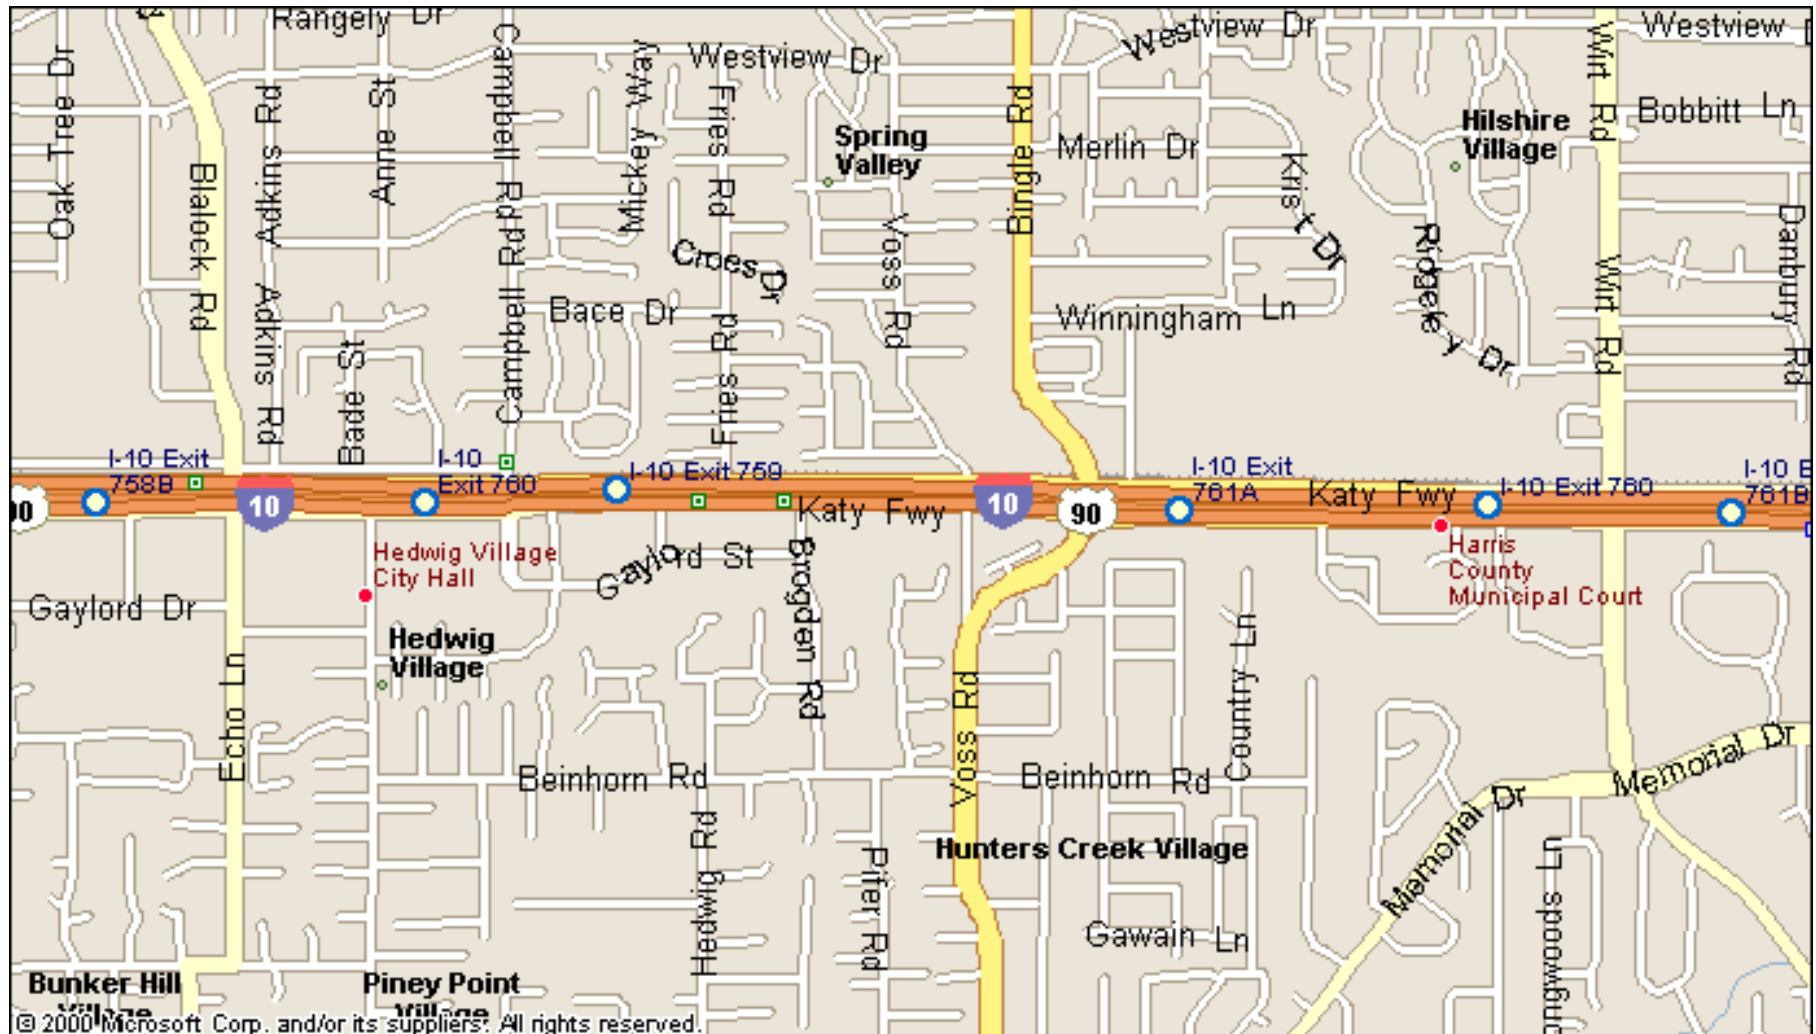 Rangely Dr
Westview Dr
Westview Dr
Westview
Oak Tree Dr
Blalock Rd
Adkins Rd
Adkins Rd
Anne St
Campbell Rd
Campbell Rd
Mickey Way
Fries Rd
Fries Rd
Spring
Valley
Voss Rd
Bingle Rd
Merlin Dr
Krist Dr
Hilshire
Village
Ridgeley Dr
Wirt Rd
Wirt Rd
Bobbitt Ln
Danbury Rd
Croes Dr
Bace Dr
Bade St
Winningham Ln
I-10 Exit
758B
I-10
Exit 760
I-10 Exit 759
I-10 Exit
761A
I-10 Exit 760
I-10 E
761B
10
10
90
Katy Fwy
Katy Fwy
Hedwig Village
City Hall
Gaylord St
Brogden Rd
Harris
County
Municipal Court
Gaylord Dr
Hedwig
Village
Echo Ln
Voss Rd
Country Ln
Beinhorn Rd
Beinhorn Rd
Memorial Dr
Memorial Dr
Hedwig Rd
Pifer Rd
Hunters Creek Village
Gawain Ln
ongwoods Ln
Bunker Hill
Village
Piney Point
Village
© 2000 Microsoft Corp. and/or its suppliers. All rights reserved.